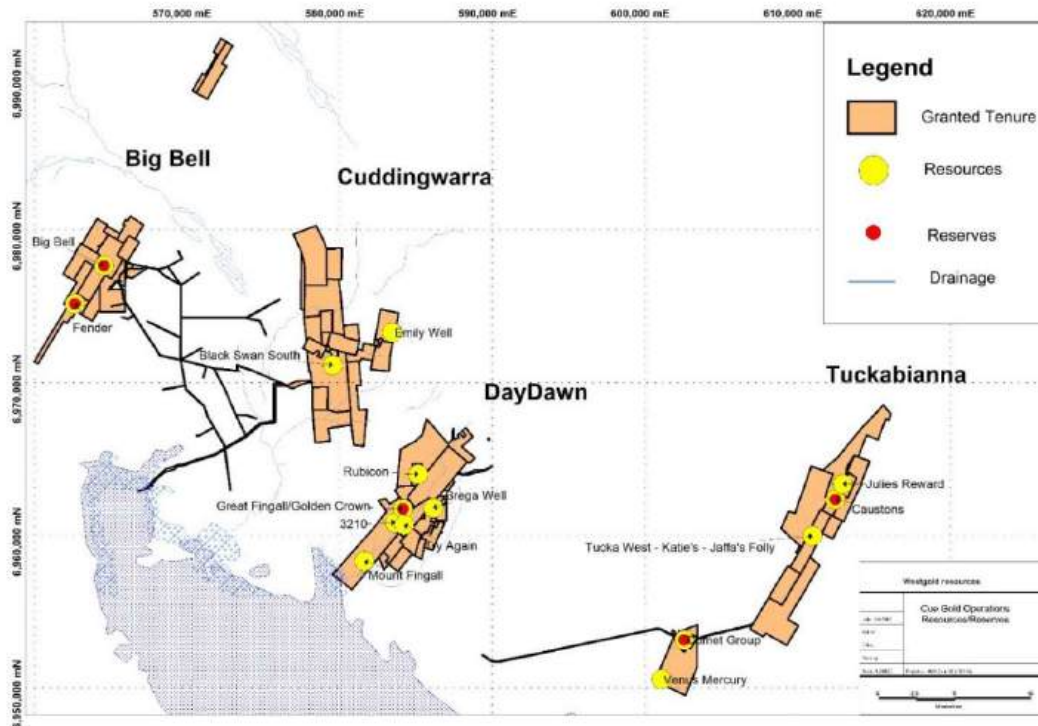 570,000 mE
580,000 mE
590,000 mE
600,000 mE
610,000 mE
620,000 mE
6,990,000 mN
6,980,000 mN
6,970,000 mN
6,960,000 mN
6,950,000 mN
Legend
Granted Tenure
Resources
Reserves
Drainage
Big Bell
Cuddingwarra
Big Bell
Fender
Emily Well
Black Swan South
DayDawn
Tuckabianna
Rubicon
Great Fingall/Golden Crown
Brega Well
3210
Again
Mount Fingall
Julies Reward
Caustons
Tucka West - Katie's - Jaffa's Folly
Comet Group
Venus Mercury
Westgold resources
Cue Gold Operations
Resources/Reserves